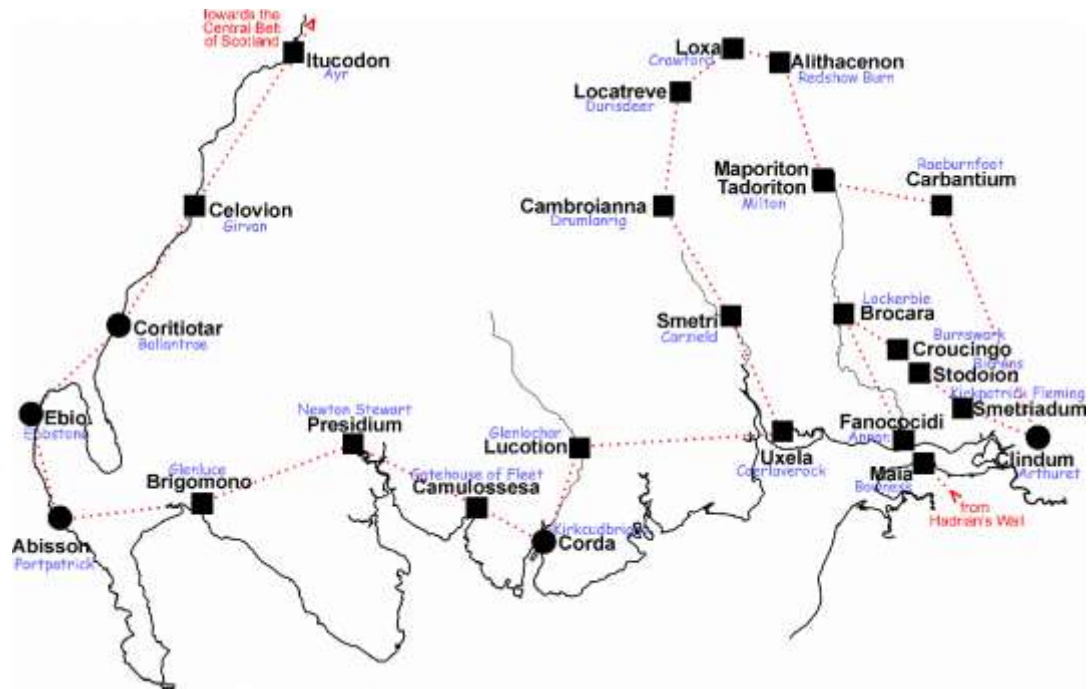 towards the
Central Belt
of Scotland
Itucodon
Ayr
Loxa
Crawford
Alithacenon
Redshaw Burn
Locatreve
Durisdeer
Maporiton
Tadoriton
Milton
Raeburnfoot
Carbantium
Celovion
Girvan
Cambroianna
Drumlanrig
Coritiotar
Ballantrae
Smetri
Carzield
Lockerbie
Brocara
Burnswark
Croucingo
Birrens
Stodoion
Kirkpatrick Fleming
Smetriadum
Ebio
Newton Stewart
Presidium
Glenlochar
Lucotion
Uxela
Caerlaverock
Fanococidi
Annan
Clindum
Arthuret
Maia
Bowness
Glenluce
Brigomono
Gatehouse of Fleet
Camulossesa
from
Hadrian's Wall
Abisson
Portpatrick
Kirkcudbright
Corda